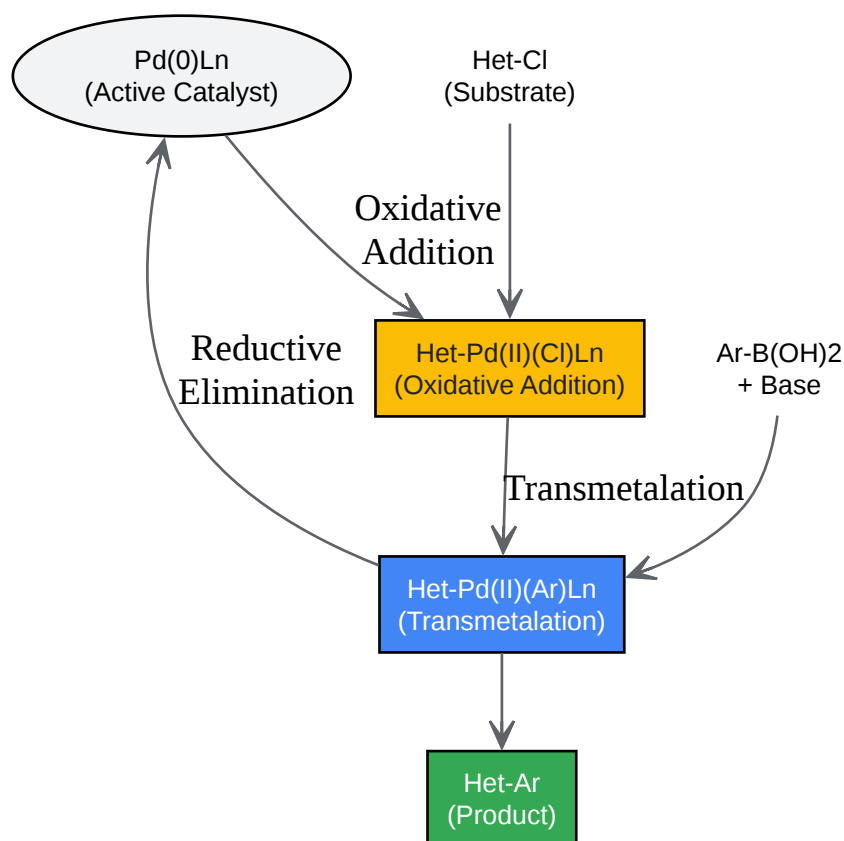 Pd(0)Ln
(Active Catalyst)
Het-Cl
(Substrate)
Oxidative
Addition
Reductive
Elimination
Het-Pd(II)(Cl)Ln
(Oxidative Addition)
Ar-B(OH)2
+ Base
Transmetalation
Het-Pd(II)(Ar)Ln
(Transmetalation)
Het-Ar
(Product)